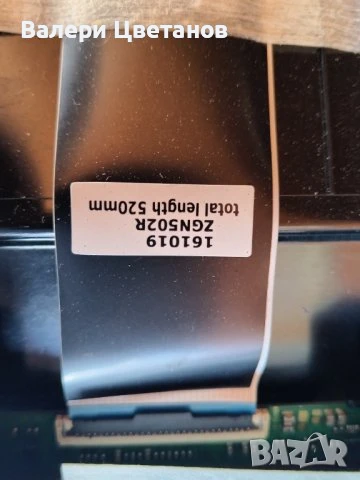 Валери Цветанов
161019
ZGN502R
total length 520mm
BAZAR